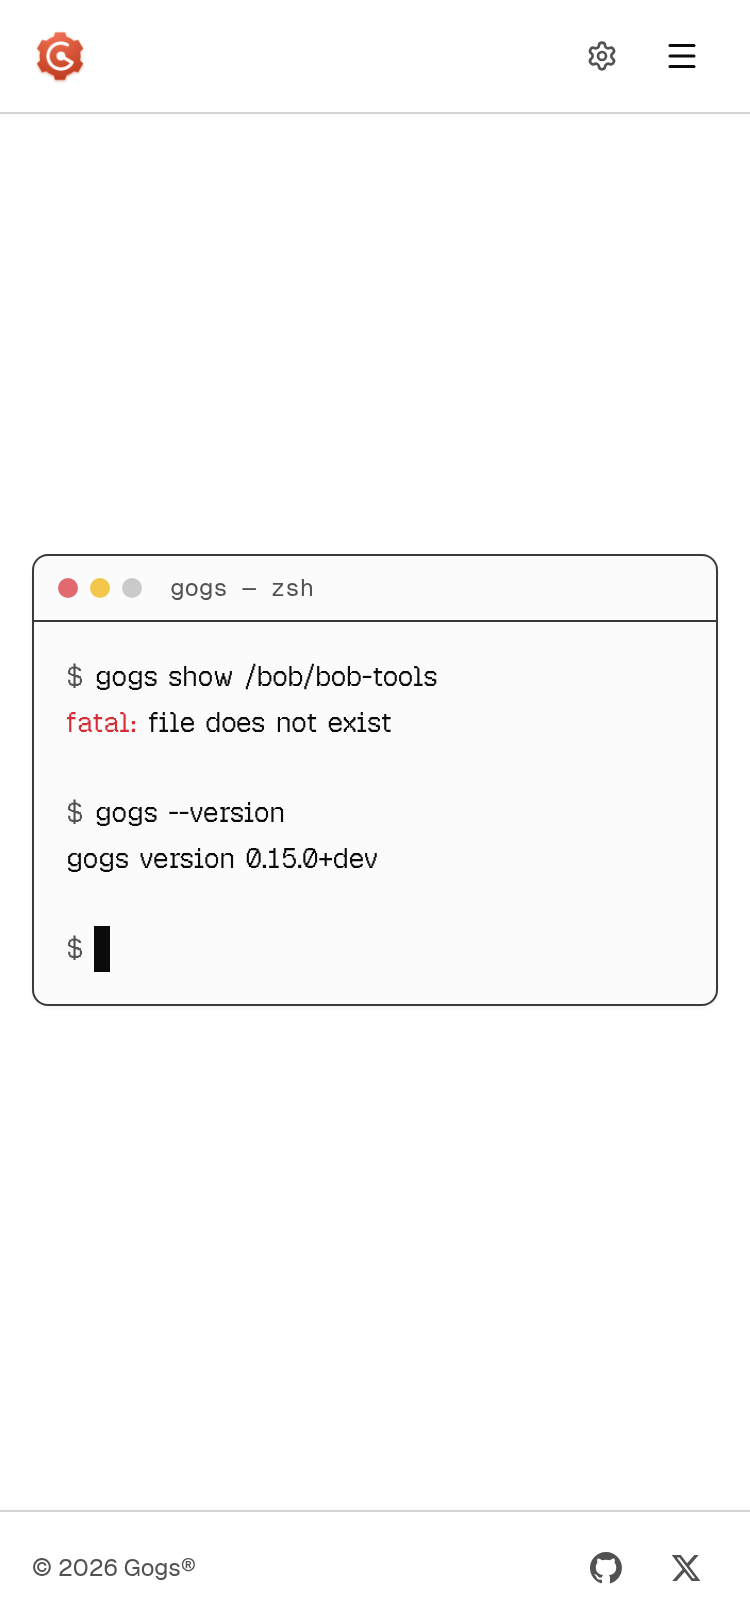 gogs — zsh
$ gogs show /bob/bob-tools
fatal: file does not exist
$ gogs --version
gogs version 0.15.0+dev
$
© 2026 Gogs®